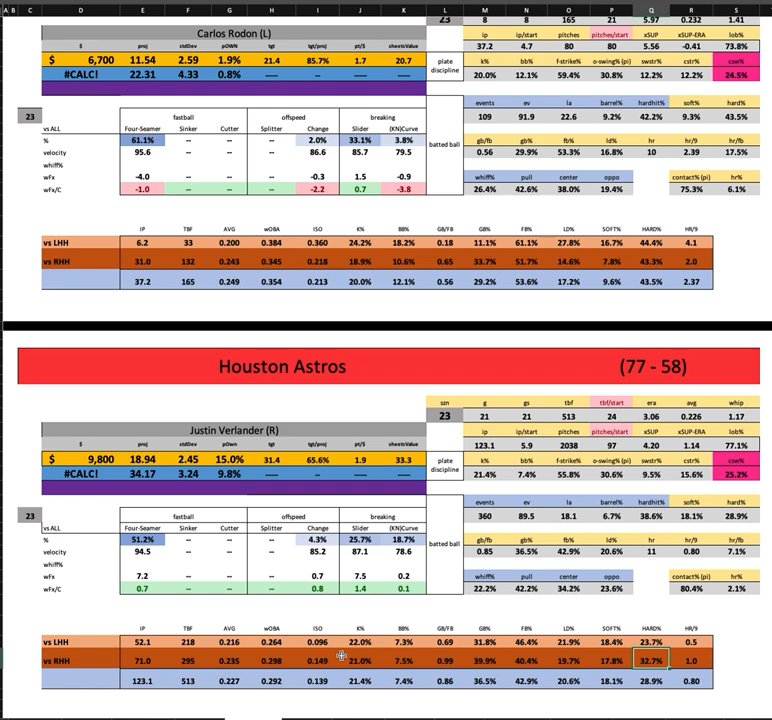 A B C D E F G H I J K L M N O P Q R S T
23 8 8 165 21 5.97 0.232 1.41
Carlos Rodon (L) ip ip/start pitches pitches/start xSUP xSUP-ERA lob%
37.2 4.7 80 80 5.56 -0.41 73.8%
$ proj stdDev pOWN tgt tgt/proj pt/$ sheetsValue
$ 6,700 11.54 2.59 1.9% 21.4 85.7% 1.7 20.7
#CALC! 22.31 4.33 0.8% ----- -- ----- --
plate discipline
k% bb% f-strike% o-swing% (pi) swstr% cstr% csw%
20.0% 12.1% 59.4% 30.8% 12.2% 12.2% 24.5%
events ev la barrel% hardhit% soft% hard%
109 91.9 22.6 9.2% 42.2% 9.3% 43.5%
23 fastball offspeed breaking
vs ALL Four-Seamer Sinker Cutter Splitter Change Slider (KN)Curve
% 61.1% -- -- -- 2.0% 33.1% 3.8%
velocity 95.6 -- -- -- 86.6 85.7 79.5
whiff%
wFx -4.0 -- -- -- -0.3 1.5 -0.9
wFx/C -1.0 -- -- -- -2.2 0.7 -3.8
batted ball
gb/fb gb% fb% ld% hr hr/9 hr/fb
0.56 29.9% 53.3% 16.8% 10 2.39 17.5%
whiff% pull center oppo contact% (pi) hr%
26.4% 42.6% 38.0% 19.4% 75.3% 6.1%
IP TBF AVG wOBA ISO K% BB% GB/FB GB% FB% LD% SOFT% HARD% HR/9
vs LHH 6.2 33 0.200 0.384 0.360 24.2% 18.2% 0.18 11.1% 61.1% 27.8% 16.7% 44.4% 4.1
vs RHH 31.0 132 0.243 0.345 0.218 18.9% 10.6% 0.65 33.7% 51.7% 14.6% 7.8% 43.3% 2.0
37.2 165 0.249 0.354 0.213 20.0% 12.1% 0.56 29.2% 53.6% 17.2% 9.6% 43.5% 2.37
Houston Astros (77 - 58)
szn g gs tbf tbf/start era avg whip
23 21 21 513 24 3.06 0.226 1.17
Justin Verlander (R) ip ip/start pitches pitches/start xSUP xSUP-ERA lob%
123.1 5.9 2038 97 4.20 1.14 77.1%
$ proj stdDev pOwn tgt tgt/proj pt/$ sheetsValue
$ 9,800 18.94 2.45 15.0% 31.4 65.6% 1.9 33.3
#CALC! 34.17 3.24 9.8% ----- -- ----- --
plate discipline
k% bb% f-strike% o-swing% (pi) swstr% cstr% csw%
21.4% 7.4% 55.8% 30.6% 9.5% 15.6% 25.2%
events ev la barrel% hardhit% soft% hard%
360 89.5 18.1 6.7% 38.6% 18.1% 28.9%
23 fastball offspeed breaking
vs ALL Four-Seamer Sinker Cutter Splitter Change Slider (KN)Curve
% 51.2% -- -- -- 4.3% 25.7% 18.7%
velocity 94.5 -- -- -- 85.2 87.1 78.6
whiff%
wFx 7.2 -- -- -- 0.7 7.5 0.2
wFx/C 0.7 -- -- -- 0.8 1.4 0.1
batted ball
gb/fb gb% fb% ld% hr hr/9 hr/fb
0.85 36.5% 42.9% 20.6% 11 0.80 7.1%
whiff% pull center oppo contact% (pi) hr%
22.2% 42.2% 34.2% 23.6% 80.4% 2.1%
IP TBF AVG wOBA ISO K% BB% GB/FB GB% FB% LD% SOFT% HARD% HR/9
vs LHH 52.1 218 0.216 0.264 0.096 22.0% 7.3% 0.69 31.8% 46.4% 21.9% 18.4% 23.7% 0.5
vs RHH 71.0 295 0.235 0.298 0.149 21.0% 7.5% 0.99 39.9% 40.4% 19.7% 17.8% 32.7% 1.0
123.1 513 0.227 0.292 0.139 21.4% 7.4% 0.86 36.5% 42.9% 20.6% 18.1% 28.9% 0.80